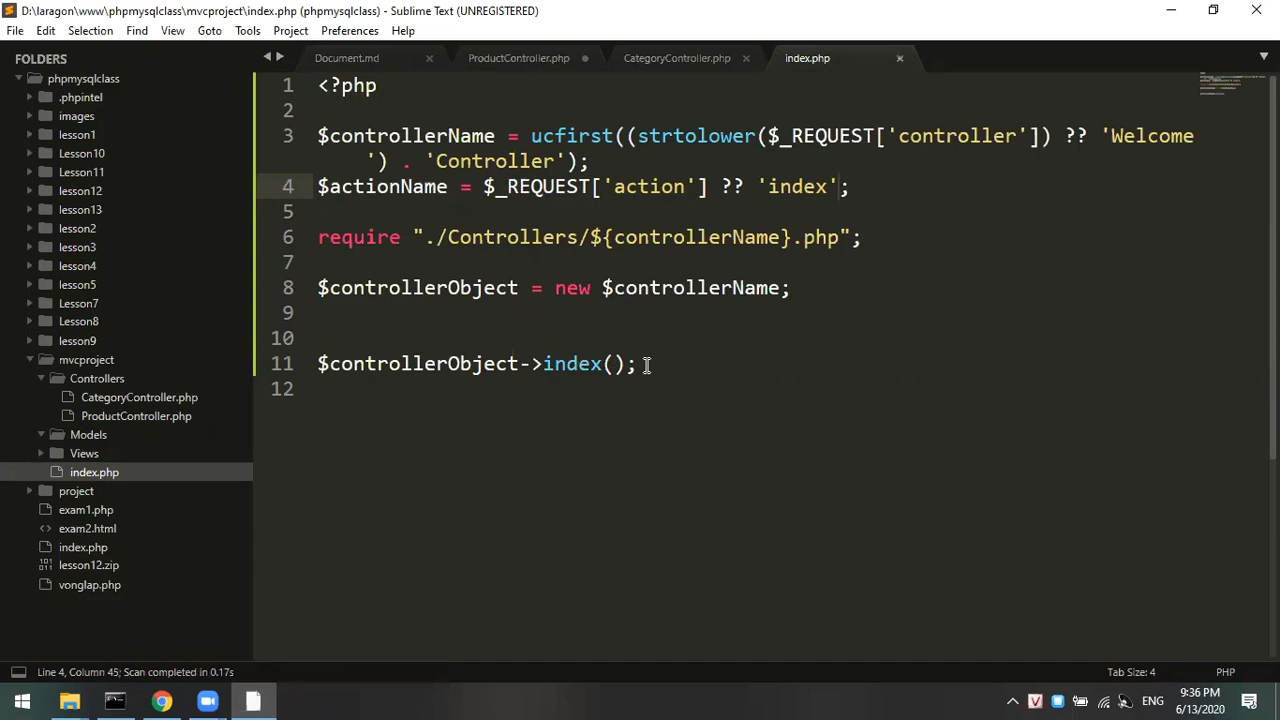 D:\laragon\www\phpmysqlclass\mvcproject\index.php (phpmysqlclass) - Sublime Text (UNREGISTERED)
File Edit Selection Find View Goto Tools Project Preferences Help
FOLDERS
phpmysqlclass
.phpintel
images
lesson1
Lesson10
Lesson11
lesson12
lesson13
lesson2
lesson3
lesson4
lesson5
Lesson7
Lesson8
lesson9
mvcproject
Controllers
CategoryController.php
ProductController.php
Models
Views
index.php
project
exam1.php
exam2.html
index.php
lesson12.zip
vonglap.php
Document.md ProductController.php CategoryController.php index.php
1 <?php
2
3 $controllerName = ucfirst((strtolower($_REQUEST['controller']) ?? 'Welcome
') . 'Controller');
4 $actionName = $_REQUEST['action'] ?? 'index';
5
6 require "./Controllers/${controllerName}.php";
7
8 $controllerObject = new $controllerName;
9
10
11 $controllerObject->index();
12
Line 4, Column 45; Scan completed in 0.17s Tab Size: 4 PHP
ENG 9:36 PM
6/13/2020